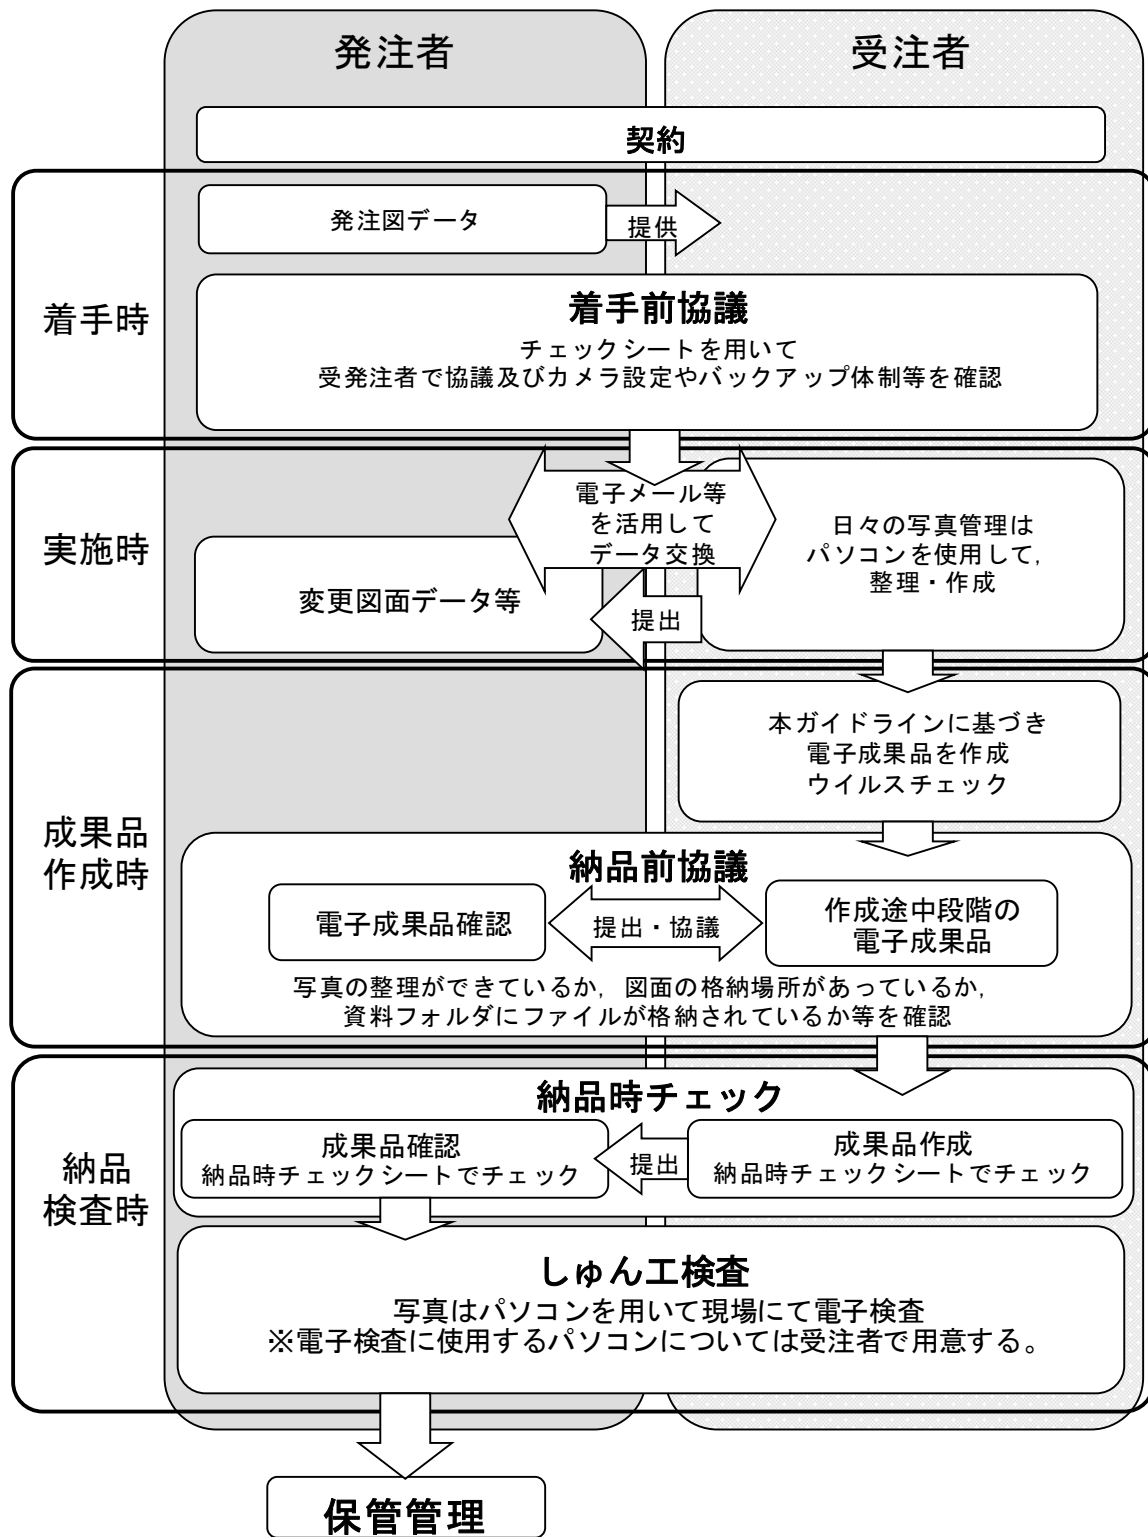 発注者
受注者
契約
着手時
発注図データ
提供
着手前協議
チェックシートを用いて
受発注者で協議及びカメラ設定やバックアップ体制等を確認
実施時
電子メール等
を活用して
データ交換
日々の写真管理は
パソコンを使用して,
整理・作成
変更図面データ等
提出
成果品
作成時
本ガイドラインに基づき
電子成果品を作成
ウイルスチェック
納品前協議
電子成果品確認
提出・協議
作成途中段階の
電子成果品
写真の整理ができているか, 図面の格納場所があっているか,
資料フォルダにファイルが格納されているか等を確認
納品
検査時
納品時チェック
成果品確認
納品時チェックシートでチェック
提出
成果品作成
納品時チェックシートでチェック
しゅん工検査
写真はパソコンを用いて現場にて電子検査
※電子検査に使用するパソコンについては受注者で用意する。
保管管理